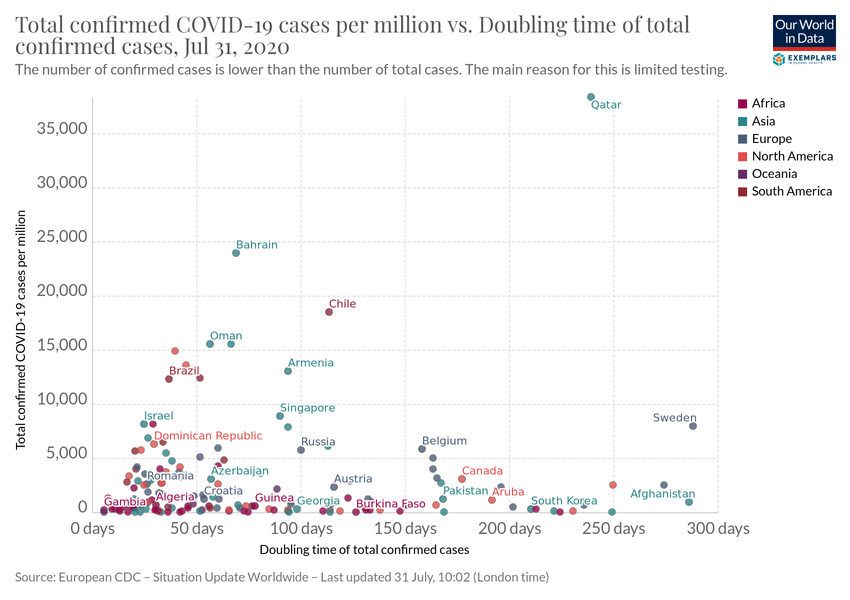 Total confirmed COVID-19 cases per million vs. Doubling time of total
confirmed cases, Jul 31, 2020
Our World
in Data
EXEMPLARS
IN GLOBAL HEALTH
The number of confirmed cases is lower than the number of total cases. The main reason for this is limited testing.
Africa
Asia
Europe
North America
Oceania
South America
Total confirmed COVID-19 cases per million
35,000
30,000
25,000
20,000
15,000
10,000
5,000
0
Qatar
Bahrain
Chile
Oman
Armenia
Brazil
Singapore
Israel
Sweden
Dominican Republic
Russia
Belgium
Romania
Azerbaijan
Austria
Canada
Gambia
Algeria
Croatia
Guinea
Georgia
Burkina Faso
Pakistan
Aruba
South Korea
Afghanistan
0 days
50 days
100 days
150 days
200 days
250 days
300 days
Doubling time of total confirmed cases
Source: European CDC – Situation Update Worldwide – Last updated 31 July, 10:02 (London time)